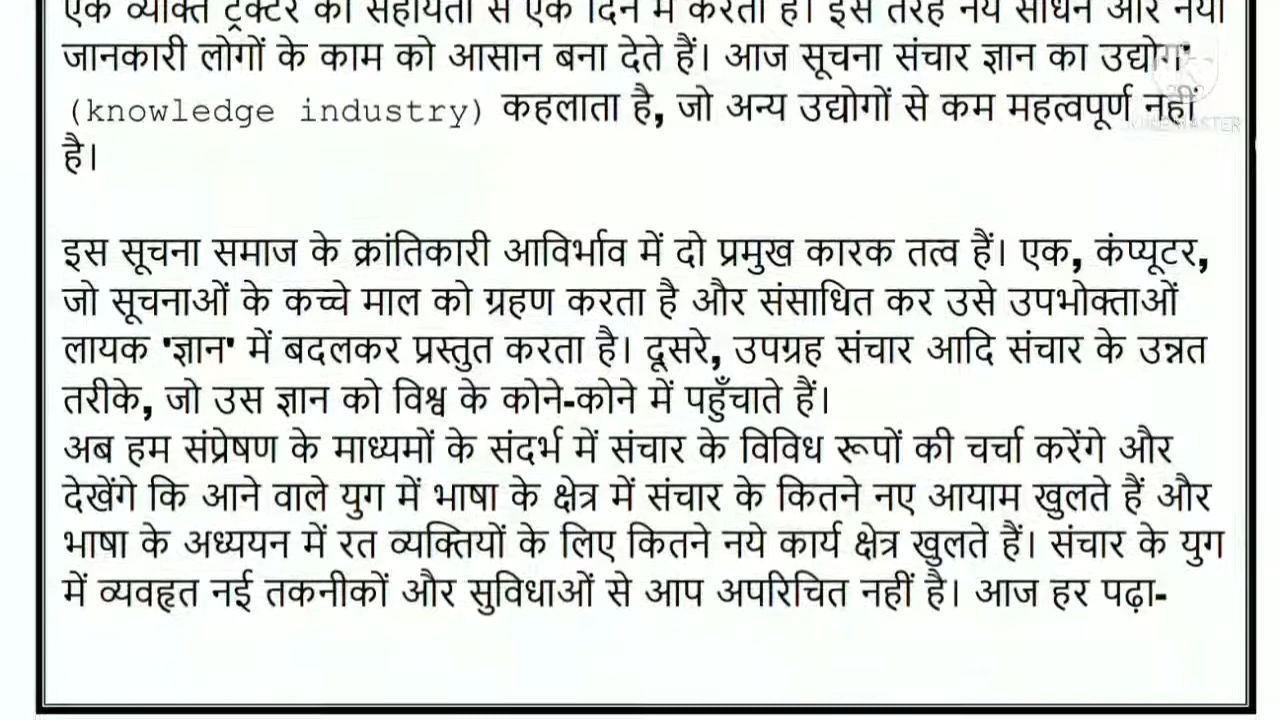 एक व्यक्ति ट्रैक्टर की सहायता से एक दिन में करता है। इस तरह नये साधन और नयी
जानकारी लोगों के काम को आसान बना देते हैं। आज सूचना संचार ज्ञान का उद्योग'
(knowledge industry) कहलाता है, जो अन्य उद्योगों से कम महत्वपूर्ण नहीं
है।
इस सूचना समाज के क्रांतिकारी आविर्भाव में दो प्रमुख कारक तत्व हैं। एक, कंप्यूटर,
जो सूचनाओं के कच्चे माल को ग्रहण करता है और संसाधित कर उसे उपभोक्ताओं
लायक 'ज्ञान' में बदलकर प्रस्तुत करता है। दूसरे, उपग्रह संचार आदि संचार के उन्नत
तरीके, जो उस ज्ञान को विश्व के कोने-कोने में पहुँचाते हैं।
अब हम संप्रेषण के माध्यमों के संदर्भ में संचार के विविध रूपों की चर्चा करेंगे और
देखेंगे कि आने वाले युग में भाषा के क्षेत्र में संचार के कितने नए आयाम खुलते हैं और
भाषा के अध्ययन में रत व्यक्तियों के लिए कितने नये कार्य क्षेत्र खुलते हैं। संचार के युग
में व्यवहृत नई तकनीकों और सुविधाओं से आप अपरिचित नहीं है। आज हर पढ़ा-